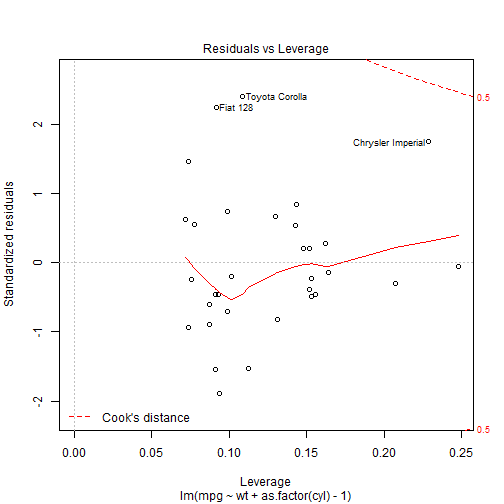 Residuals vs Leverage
Toyota Corolla
Fiat 128
Chrysler Imperial
0.5
2
1
0
-1
-2
Standardized residuals
Cook's distance
0.5
0.00 0.05 0.10 0.15 0.20 0.25
Leverage
lm(mpg ~ wt + as.factor(cyl) - 1)